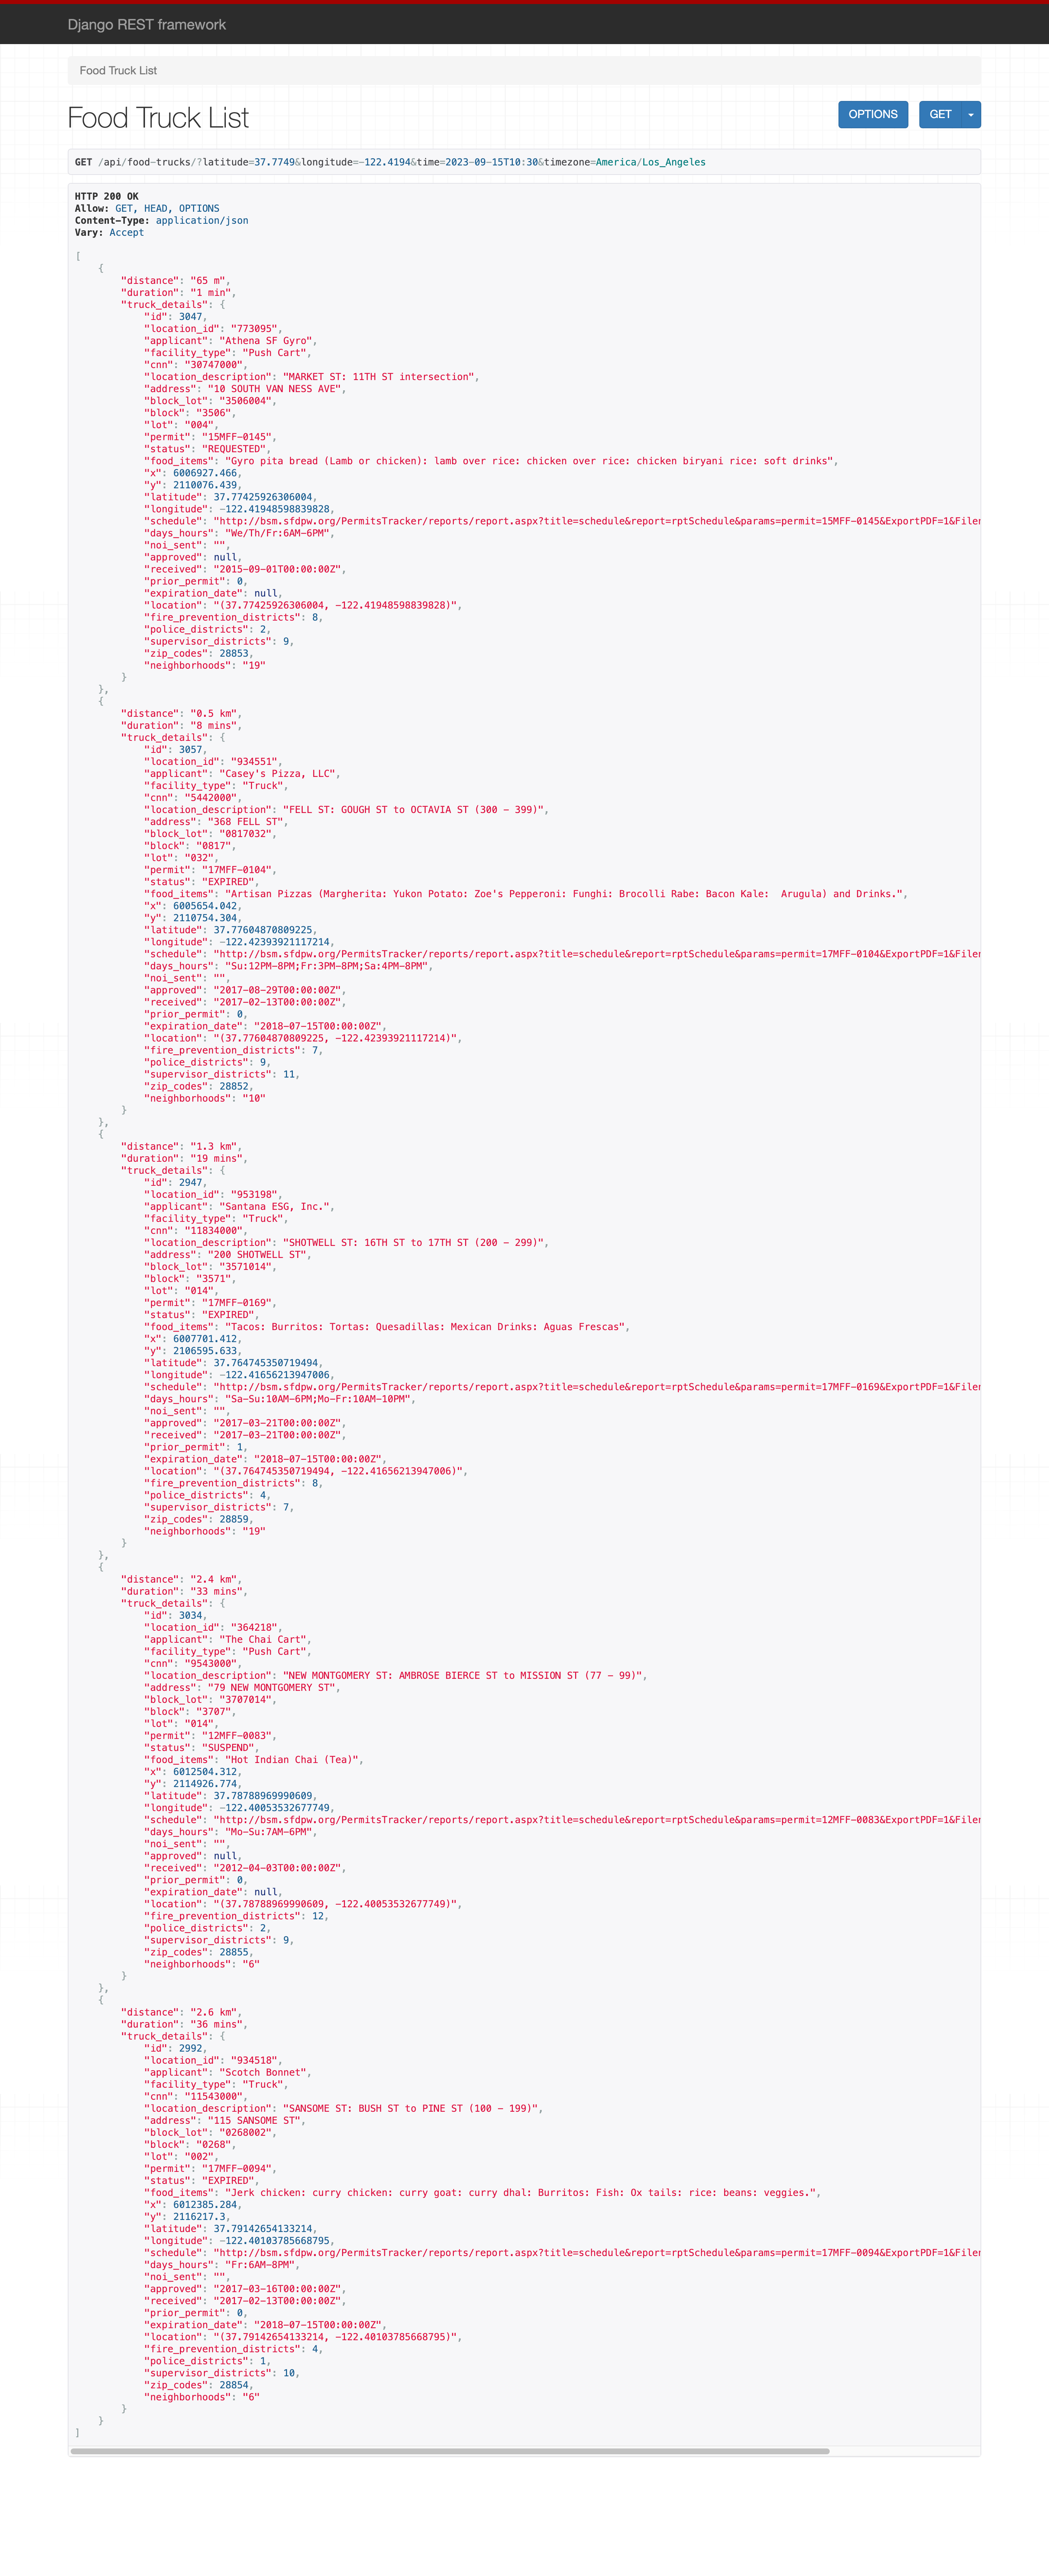 Django REST framework
Food Truck List
Food Truck List
OPTIONS
GET
GET /api/food-trucks/?latitude=37.7749&longitude=-122.4194&time=2023-09-15T10:30&timezone=America/Los_Angeles
HTTP 200 OK
Allow: GET, HEAD, OPTIONS
Content-Type: application/json
Vary: Accept
[
{
"distance": "65 m",
"duration": "1 min",
"truck_details": {
"id": 3047,
"location_id": "773095",
"applicant": "Athena SF Gyro",
"facility_type": "Push Cart",
"cnn": "30747000",
"location_description": "MARKET ST: 11TH ST intersection",
"address": "10 SOUTH VAN NESS AVE",
"block_lot": "3506004",
"block": "3506",
"lot": "004",
"permit": "15MFF-0145",
"status": "REQUESTED",
"food_items": "Gyro pita bread (Lamb or chicken): lamb over rice: chicken over rice: chicken biryani rice: soft drinks",
"x": 6006927.466,
"y": 2110076.439,
"latitude": 37.77425926306004,
"longitude": -122.41948598839828,
"schedule": "http://bsm.sfdpw.org/PermitsTracker/reports/report.aspx?title=schedule&report=rptSchedule&params=permit=15MFF-0145&ExportPDF=1&Filen
"days_hours": "We/Th/Fr:6AM-6PM",
"noi_sent": "",
"approved": null,
"received": "2015-09-01T00:00:00Z",
"prior_permit": 0,
"expiration_date": null,
"location": "(37.77425926306004, -122.41948598839828)",
"fire_prevention_districts": 8,
"police_districts": 2,
"supervisor_districts": 9,
"zip_codes": 28853,
"neighborhoods": "19"
}
},
{
"distance": "0.5 km",
"duration": "8 mins",
"truck_details": {
"id": 3057,
"location_id": "934551",
"applicant": "Casey's Pizza, LLC",
"facility_type": "Truck",
"cnn": "5442000",
"location_description": "FELL ST: GOUGH ST to OCTAVIA ST (300 - 399)",
"address": "368 FELL ST",
"block_lot": "0817032",
"block": "0817",
"lot": "032",
"permit": "17MFF-0104",
"status": "EXPIRED",
"food_items": "Artisan Pizzas (Margherita: Yukon Potato: Zoe's Pepperoni: Funghi: Brocolli Rabe: Bacon Kale:  Arugula) and Drinks.",
"x": 6005654.042,
"y": 2110754.304,
"latitude": 37.77604870809225,
"longitude": -122.42393921117214,
"schedule": "http://bsm.sfdpw.org/PermitsTracker/reports/report.aspx?title=schedule&report=rptSchedule&params=permit=17MFF-0104&ExportPDF=1&Filen
"days_hours": "Su:12PM-8PM;Fr:3PM-8PM;Sa:4PM-8PM",
"noi_sent": "",
"approved": "2017-08-29T00:00:00Z",
"received": "2017-02-13T00:00:00Z",
"prior_permit": 0,
"expiration_date": "2018-07-15T00:00:00Z",
"location": "(37.77604870809225, -122.42393921117214)",
"fire_prevention_districts": 7,
"police_districts": 9,
"supervisor_districts": 11,
"zip_codes": 28852,
"neighborhoods": "10"
}
},
{
"distance": "1.3 km",
"duration": "19 mins",
"truck_details": {
"id": 2947,
"location_id": "953198",
"applicant": "Santana ESG, Inc.",
"facility_type": "Truck",
"cnn": "11834000",
"location_description": "SHOTWELL ST: 16TH ST to 17TH ST (200 - 299)",
"address": "200 SHOTWELL ST",
"block_lot": "3571014",
"block": "3571",
"lot": "014",
"permit": "17MFF-0169",
"status": "EXPIRED",
"food_items": "Tacos: Burritos: Tortas: Quesadillas: Mexican Drinks: Aguas Frescas",
"x": 6007701.412,
"y": 2106595.633,
"latitude": 37.764745350719494,
"longitude": -122.41656213947006,
"schedule": "http://bsm.sfdpw.org/PermitsTracker/reports/report.aspx?title=schedule&report=rptSchedule&params=permit=17MFF-0169&ExportPDF=1&Filen
"days_hours": "Sa-Su:10AM-6PM;Mo-Fr:10AM-10PM",
"noi_sent": "",
"approved": "2017-03-21T00:00:00Z",
"received": "2017-03-21T00:00:00Z",
"prior_permit": 1,
"expiration_date": "2018-07-15T00:00:00Z",
"location": "(37.764745350719494, -122.41656213947006)",
"fire_prevention_districts": 8,
"police_districts": 4,
"supervisor_districts": 7,
"zip_codes": 28859,
"neighborhoods": "19"
}
},
{
"distance": "2.4 km",
"duration": "33 mins",
"truck_details": {
"id": 3034,
"location_id": "364218",
"applicant": "The Chai Cart",
"facility_type": "Push Cart",
"cnn": "9543000",
"location_description": "NEW MONTGOMERY ST: AMBROSE BIERCE ST to MISSION ST (77 - 99)",
"address": "79 NEW MONTGOMERY ST",
"block_lot": "3707014",
"block": "3707",
"lot": "014",
"permit": "12MFF-0083",
"status": "SUSPEND",
"food_items": "Hot Indian Chai (Tea)",
"x": 6012504.312,
"y": 2114926.774,
"latitude": 37.78788969990609,
"longitude": -122.40053532677749,
"schedule": "http://bsm.sfdpw.org/PermitsTracker/reports/report.aspx?title=schedule&report=rptSchedule&params=permit=12MFF-0083&ExportPDF=1&Filen
"days_hours": "Mo-Su:7AM-6PM",
"noi_sent": "",
"approved": null,
"received": "2012-04-03T00:00:00Z",
"prior_permit": 0,
"expiration_date": null,
"location": "(37.78788969990609, -122.40053532677749)",
"fire_prevention_districts": 12,
"police_districts": 2,
"supervisor_districts": 9,
"zip_codes": 28855,
"neighborhoods": "6"
}
},
{
"distance": "2.6 km",
"duration": "36 mins",
"truck_details": {
"id": 2992,
"location_id": "934518",
"applicant": "Scotch Bonnet",
"facility_type": "Truck",
"cnn": "11543000",
"location_description": "SANSOME ST: BUSH ST to PINE ST (100 - 199)",
"address": "115 SANSOME ST",
"block_lot": "0268002",
"block": "0268",
"lot": "002",
"permit": "17MFF-0094",
"status": "EXPIRED",
"food_items": "Jerk chicken: curry chicken: curry goat: curry dhal: Burritos: Fish: Ox tails: rice: beans: veggies.",
"x": 6012385.284,
"y": 2116217.3,
"latitude": 37.79142654133214,
"longitude": -122.40103785668795,
"schedule": "http://bsm.sfdpw.org/PermitsTracker/reports/report.aspx?title=schedule&report=rptSchedule&params=permit=17MFF-0094&ExportPDF=1&Filen
"days_hours": "Fr:6AM-8PM",
"noi_sent": "",
"approved": "2017-03-16T00:00:00Z",
"received": "2017-02-13T00:00:00Z",
"prior_permit": 0,
"expiration_date": "2018-07-15T00:00:00Z",
"location": "(37.79142654133214, -122.40103785668795)",
"fire_prevention_districts": 4,
"police_districts": 1,
"supervisor_districts": 10,
"zip_codes": 28854,
"neighborhoods": "6"
}
}
]